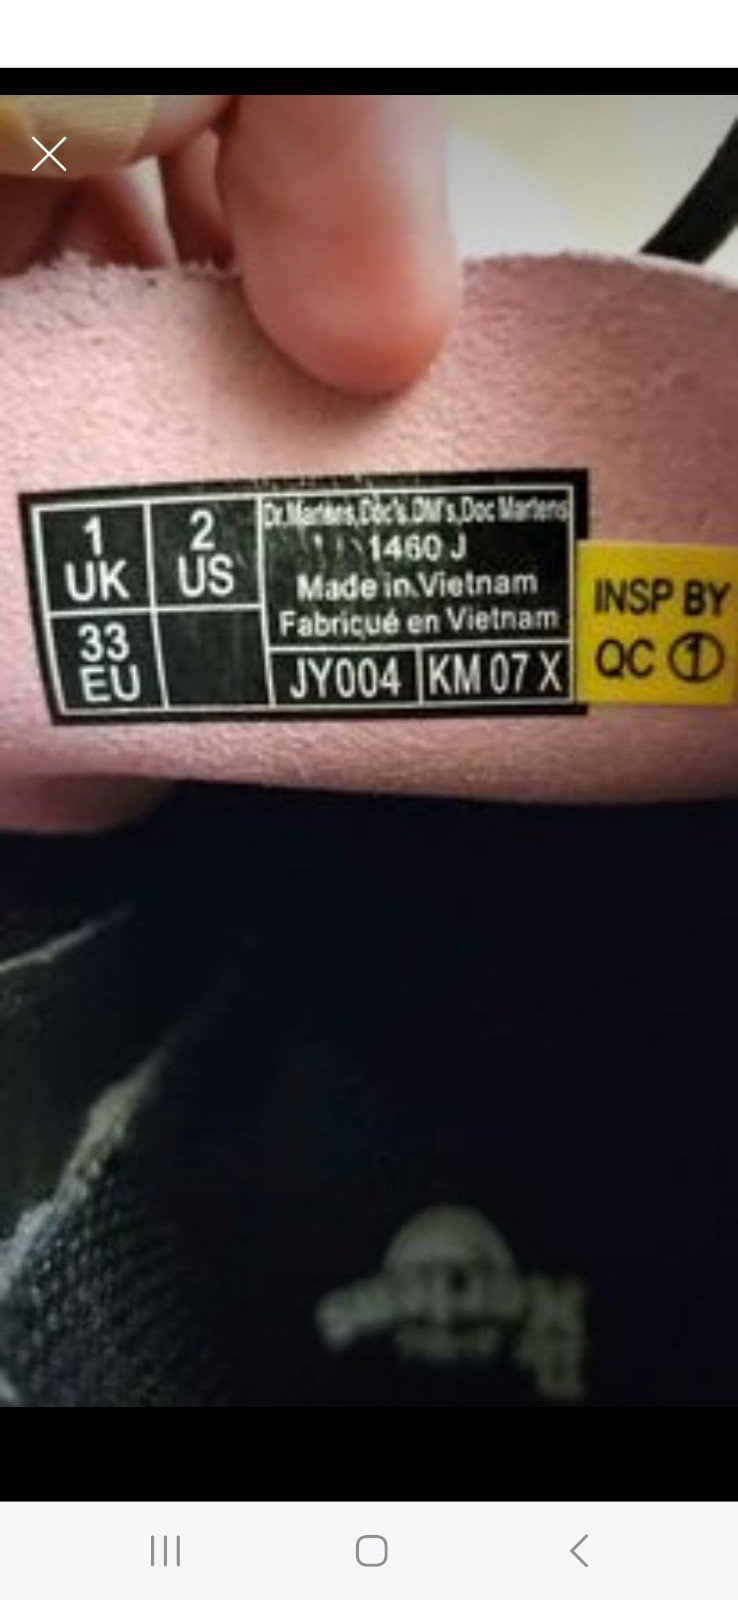 1
UK
2
US
33
EU
Dr.Martens,Doc's.DM's,Doc Martens
1460 J
Made in Vietnam
Fabriqué en Vietnam
JY004
KM 07 X
INSP BY
QC ①